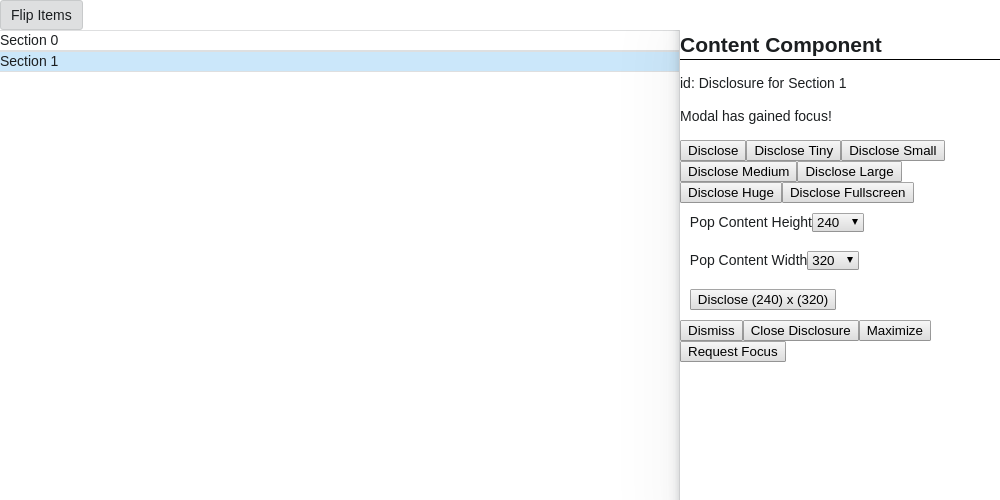 Flip Items
Section 0
Section 1
Content Component
id: Disclosure for Section 1
Modal has gained focus!
Disclose Disclose Tiny Disclose Small
Disclose Medium Disclose Large
Disclose Huge Disclose Fullscreen
Pop Content Height 240
Pop Content Width 320
Disclose (240) x (320)
Dismiss Close Disclosure Maximize
Request Focus